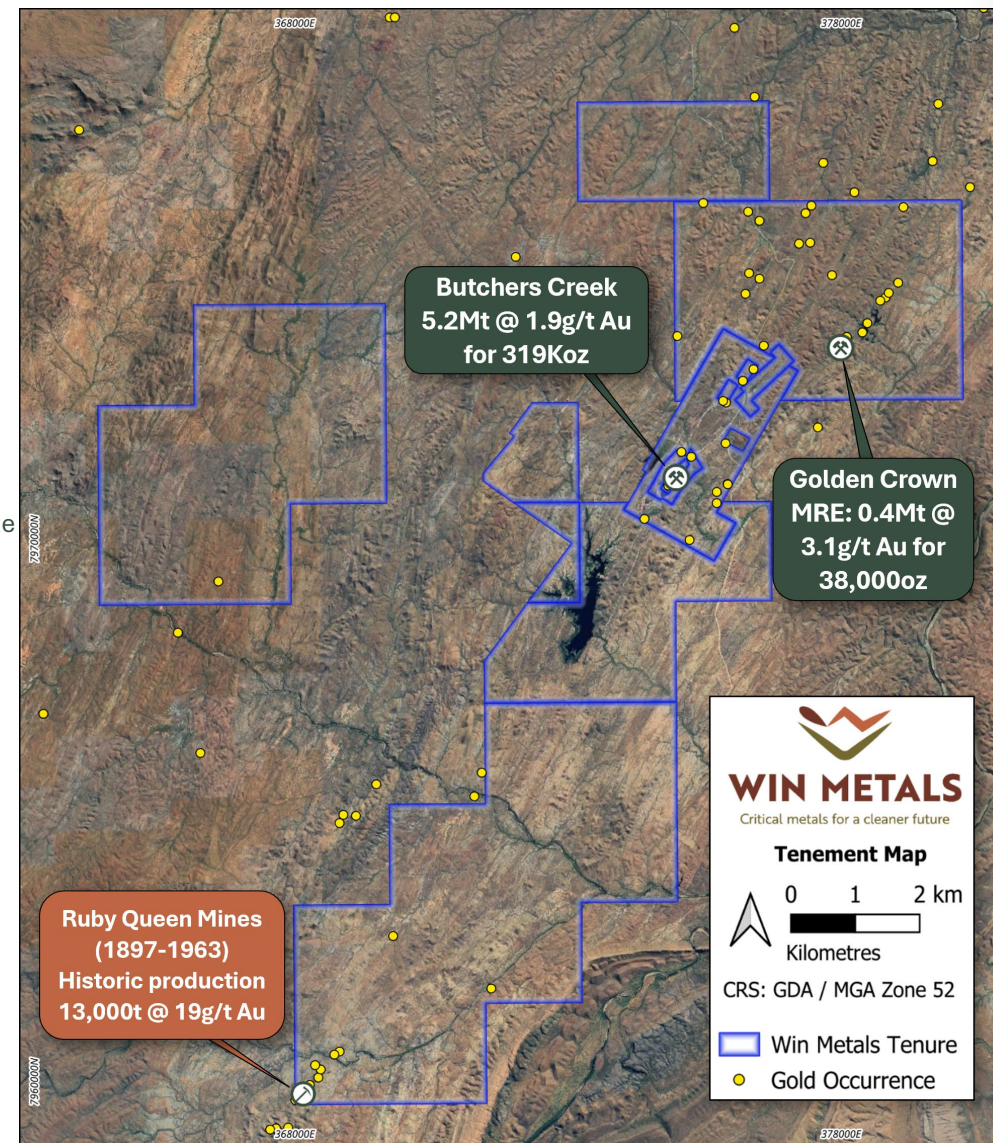 368000E
378000E
Butchers Creek
5.2Mt @ 1.9g/t Au
for 319Koz
Golden Crown
MRE: 0.4Mt @
3.1g/t Au for
38,000oz
e
7970000N
WIN METALS
Critical metals for a cleaner future
Tenement Map
0 1 2 km
Kilometres
CRS: GDA / MGA Zone 52
Win Metals Tenure
Gold Occurrence
Ruby Queen Mines
(1897-1963)
Historic production
13,000t @ 19g/t Au
7960000N
368000E
378000E